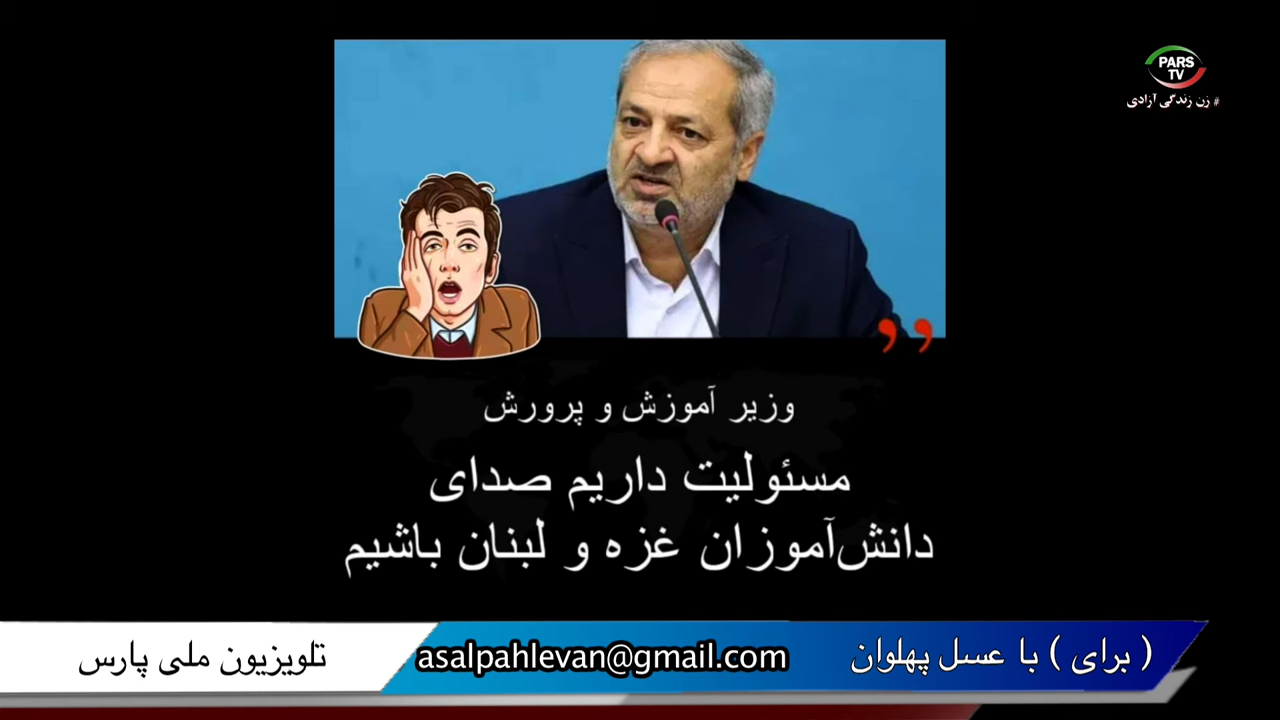 PARS
TV
# زن زندگی آزادی
وزیر آموزش و پرورش
مسئولیت داریم صدای
دانش‌آموزان غزه و لبنان باشیم
( برای ) با عسل پهلوان
asalpahlevan@gmail.com
تلویزیون ملی پارس